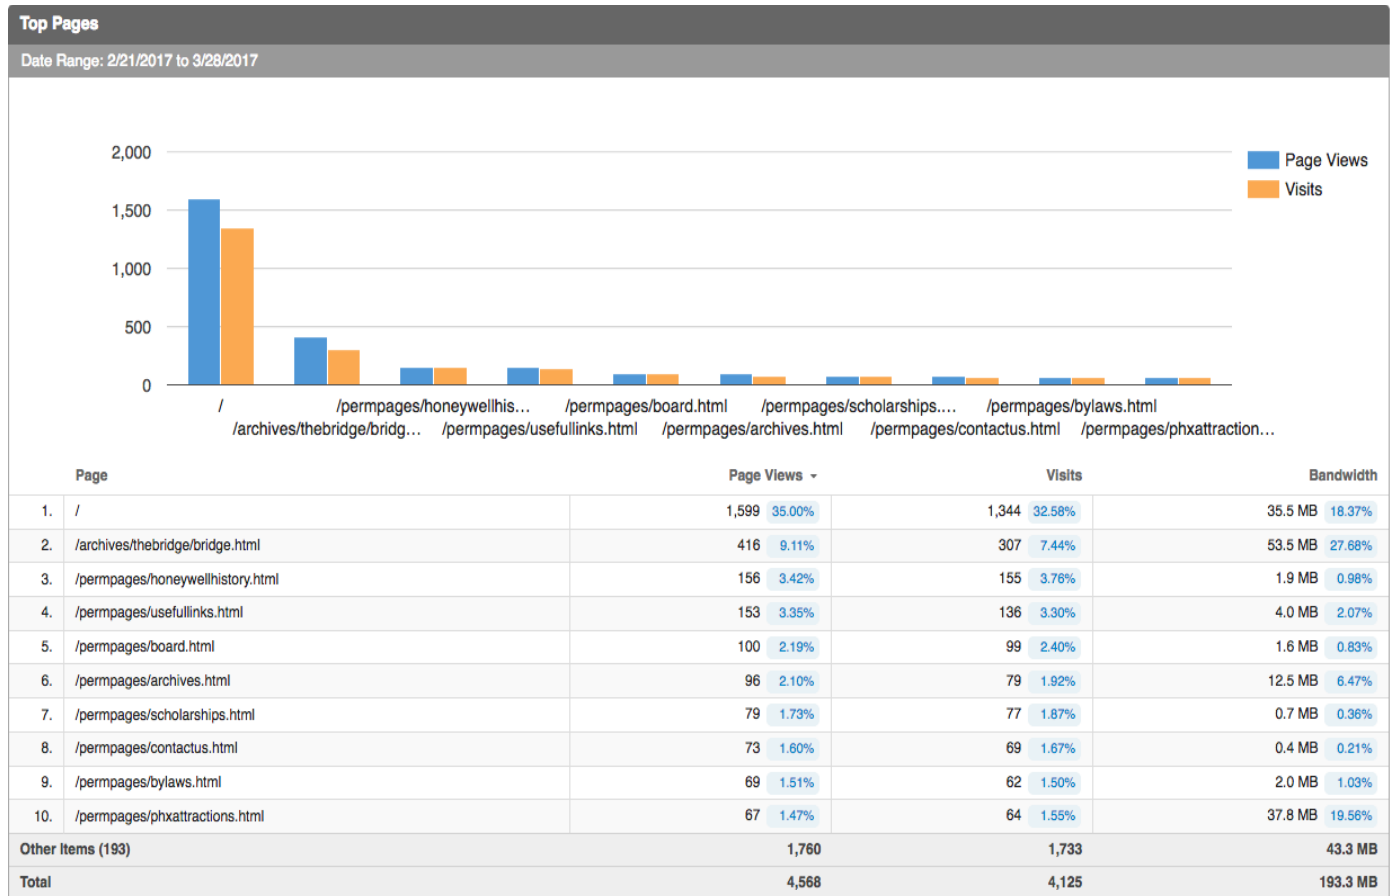 Top Pages
Date Range: 2/21/2017 to 3/28/2017
2,000
1,500
1,000
500
0
Page Views
Visits
/ /permpages/honeywellhis… /permpages/board.html /permpages/scholarships.… /permpages/bylaws.html
/archives/thebridge/bridg… /permpages/usefullinks.html /permpages/archives.html /permpages/contactus.html /permpages/phxattraction…
Page Page Views Visits Bandwidth
1. / 1,599 35.00% 1,344 32.58% 35.5 MB 18.37%
2. /archives/thebridge/bridge.html 416 9.11% 307 7.44% 53.5 MB 27.68%
3. /permpages/honeywellhistory.html 156 3.42% 155 3.76% 1.9 MB 0.98%
4. /permpages/usefullinks.html 153 3.35% 136 3.30% 4.0 MB 2.07%
5. /permpages/board.html 100 2.19% 99 2.40% 1.6 MB 0.83%
6. /permpages/archives.html 96 2.10% 79 1.92% 12.5 MB 6.47%
7. /permpages/scholarships.html 79 1.73% 77 1.87% 0.7 MB 0.36%
8. /permpages/contactus.html 73 1.60% 69 1.67% 0.4 MB 0.21%
9. /permpages/bylaws.html 69 1.51% 62 1.50% 2.0 MB 1.03%
10. /permpages/phxattractions.html 67 1.47% 64 1.55% 37.8 MB 19.56%
Other Items (193) 1,760 1,733 43.3 MB
Total 4,568 4,125 193.3 MB